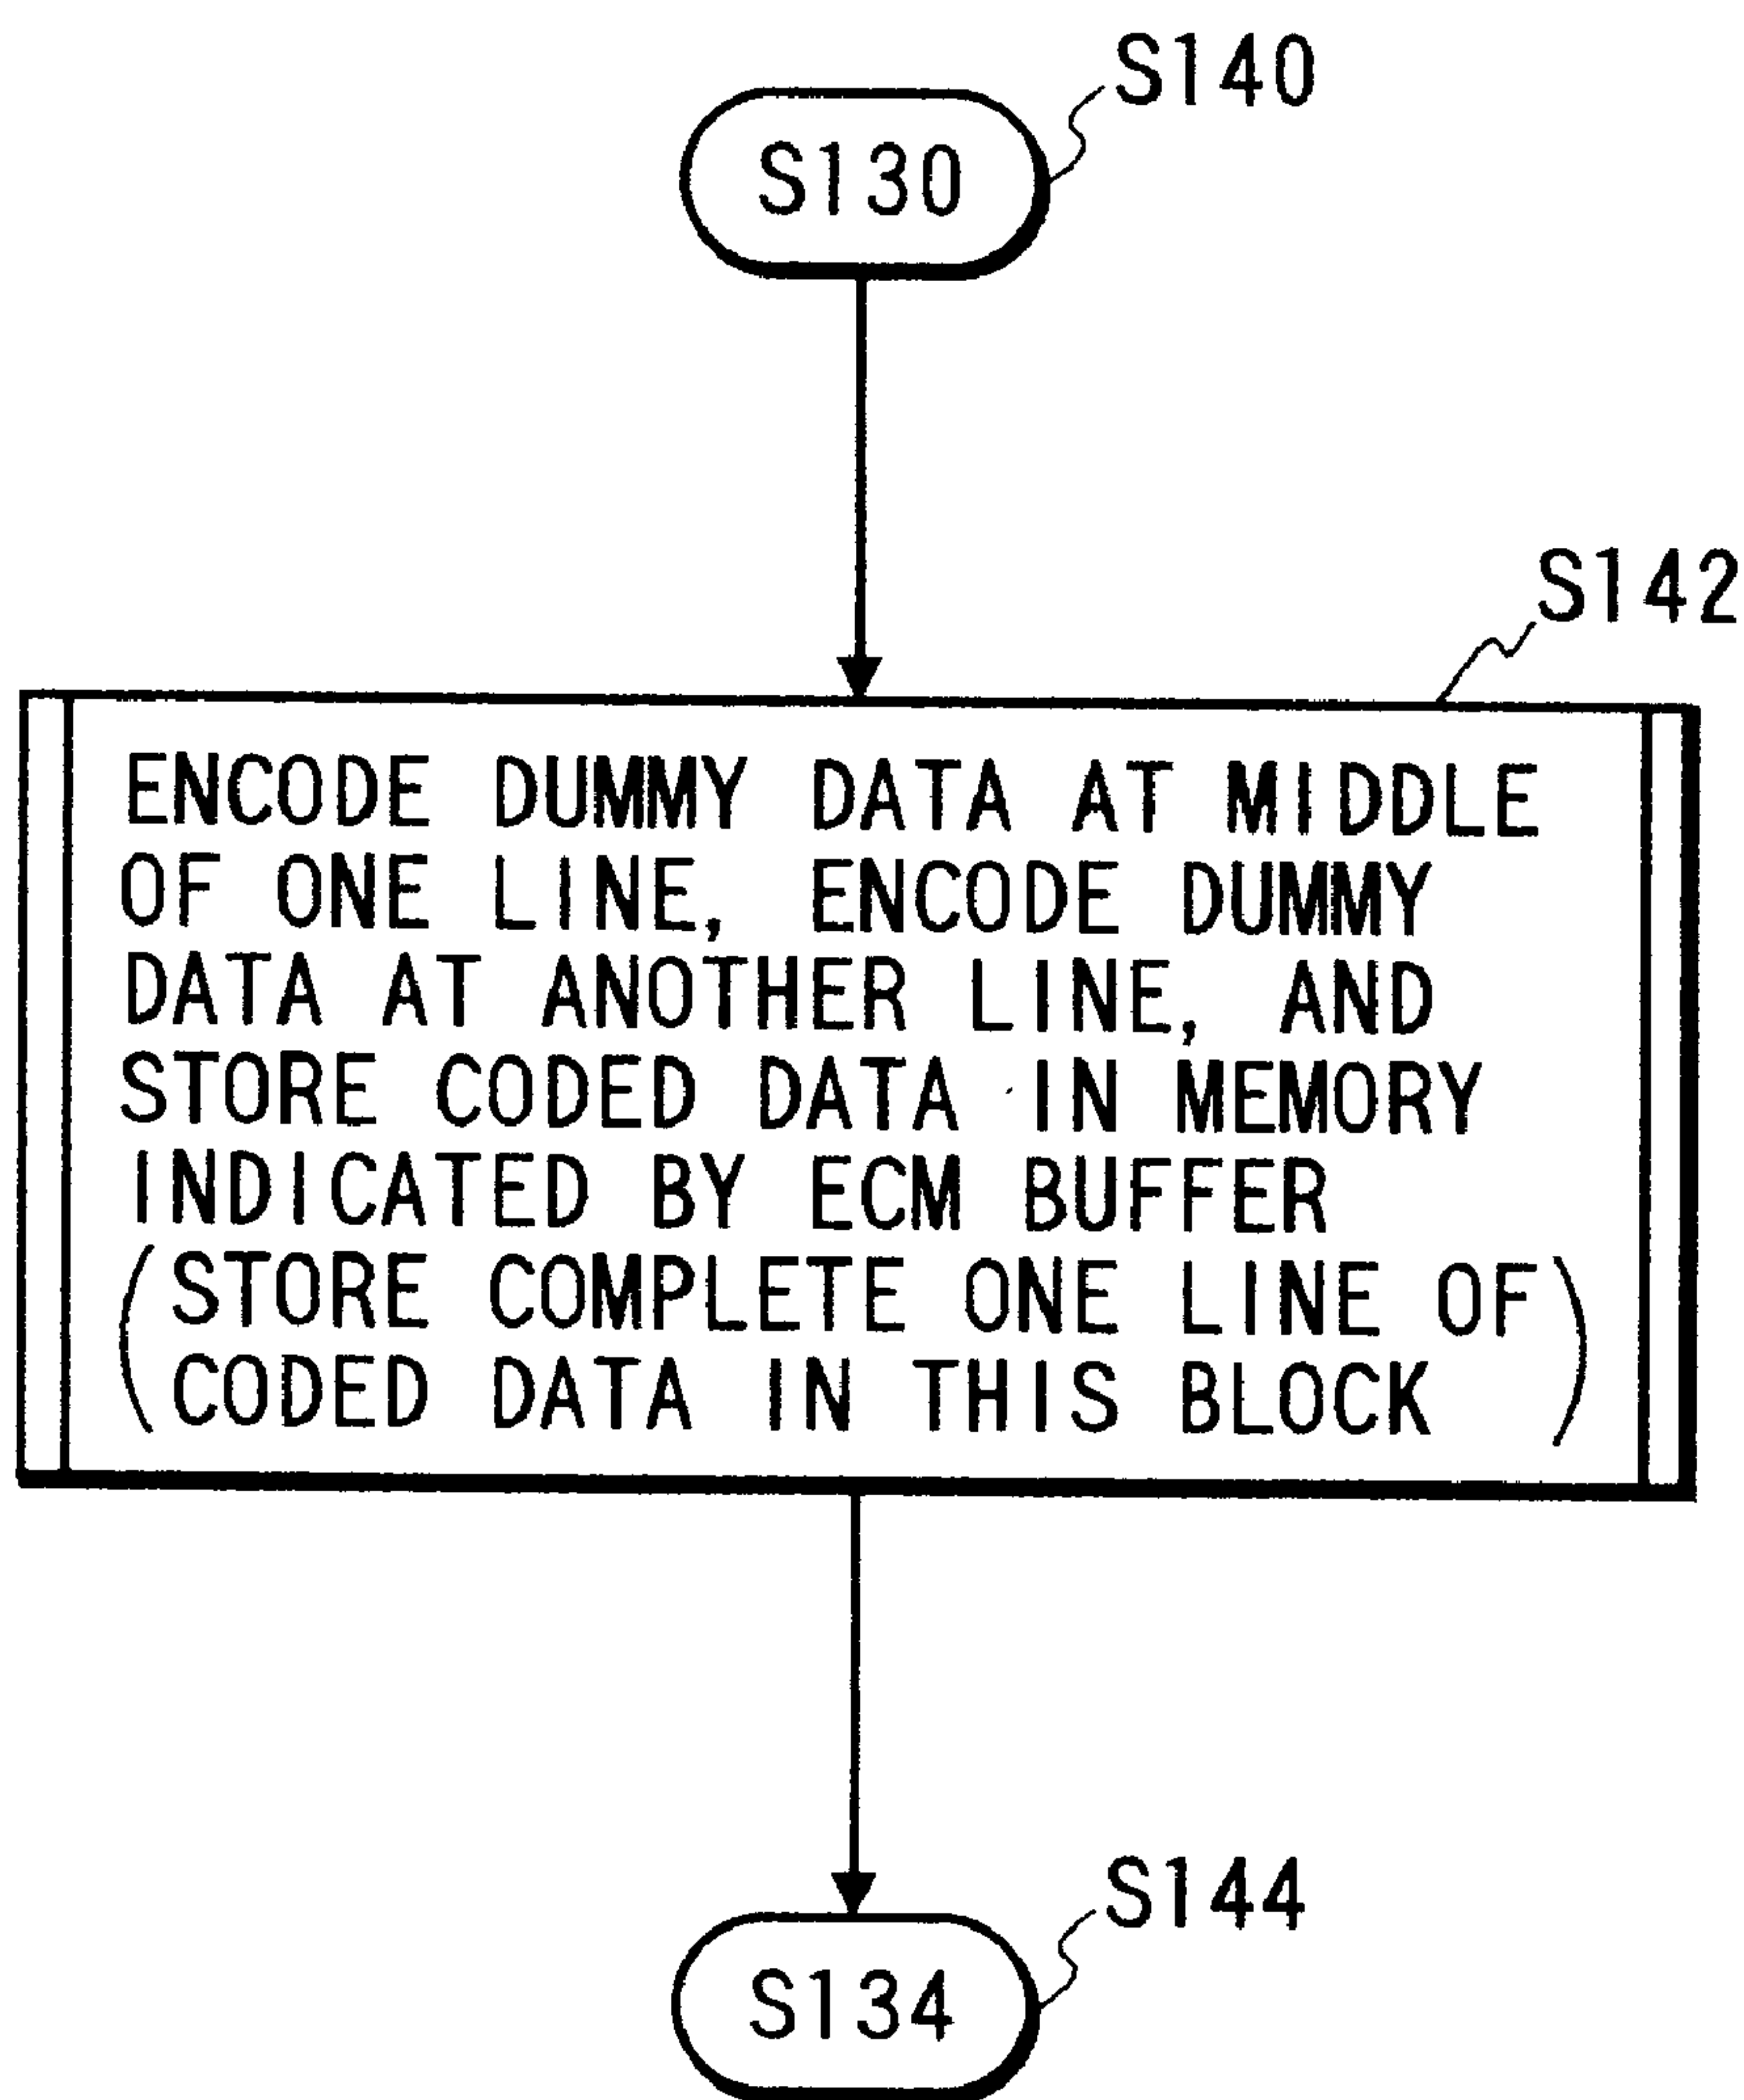 S140
S130
S142
ENCODE DUMMY DATA AT MIDDLE
OF ONE LINE, ENCODE DUMMY
DATA AT ANOTHER LINE, AND
STORE CODED DATA IN MEMORY
INDICATED BY ECM BUFFER
(STORE COMPLETE ONE LINE OF
CODED DATA IN THIS BLOCK)
S144
S134